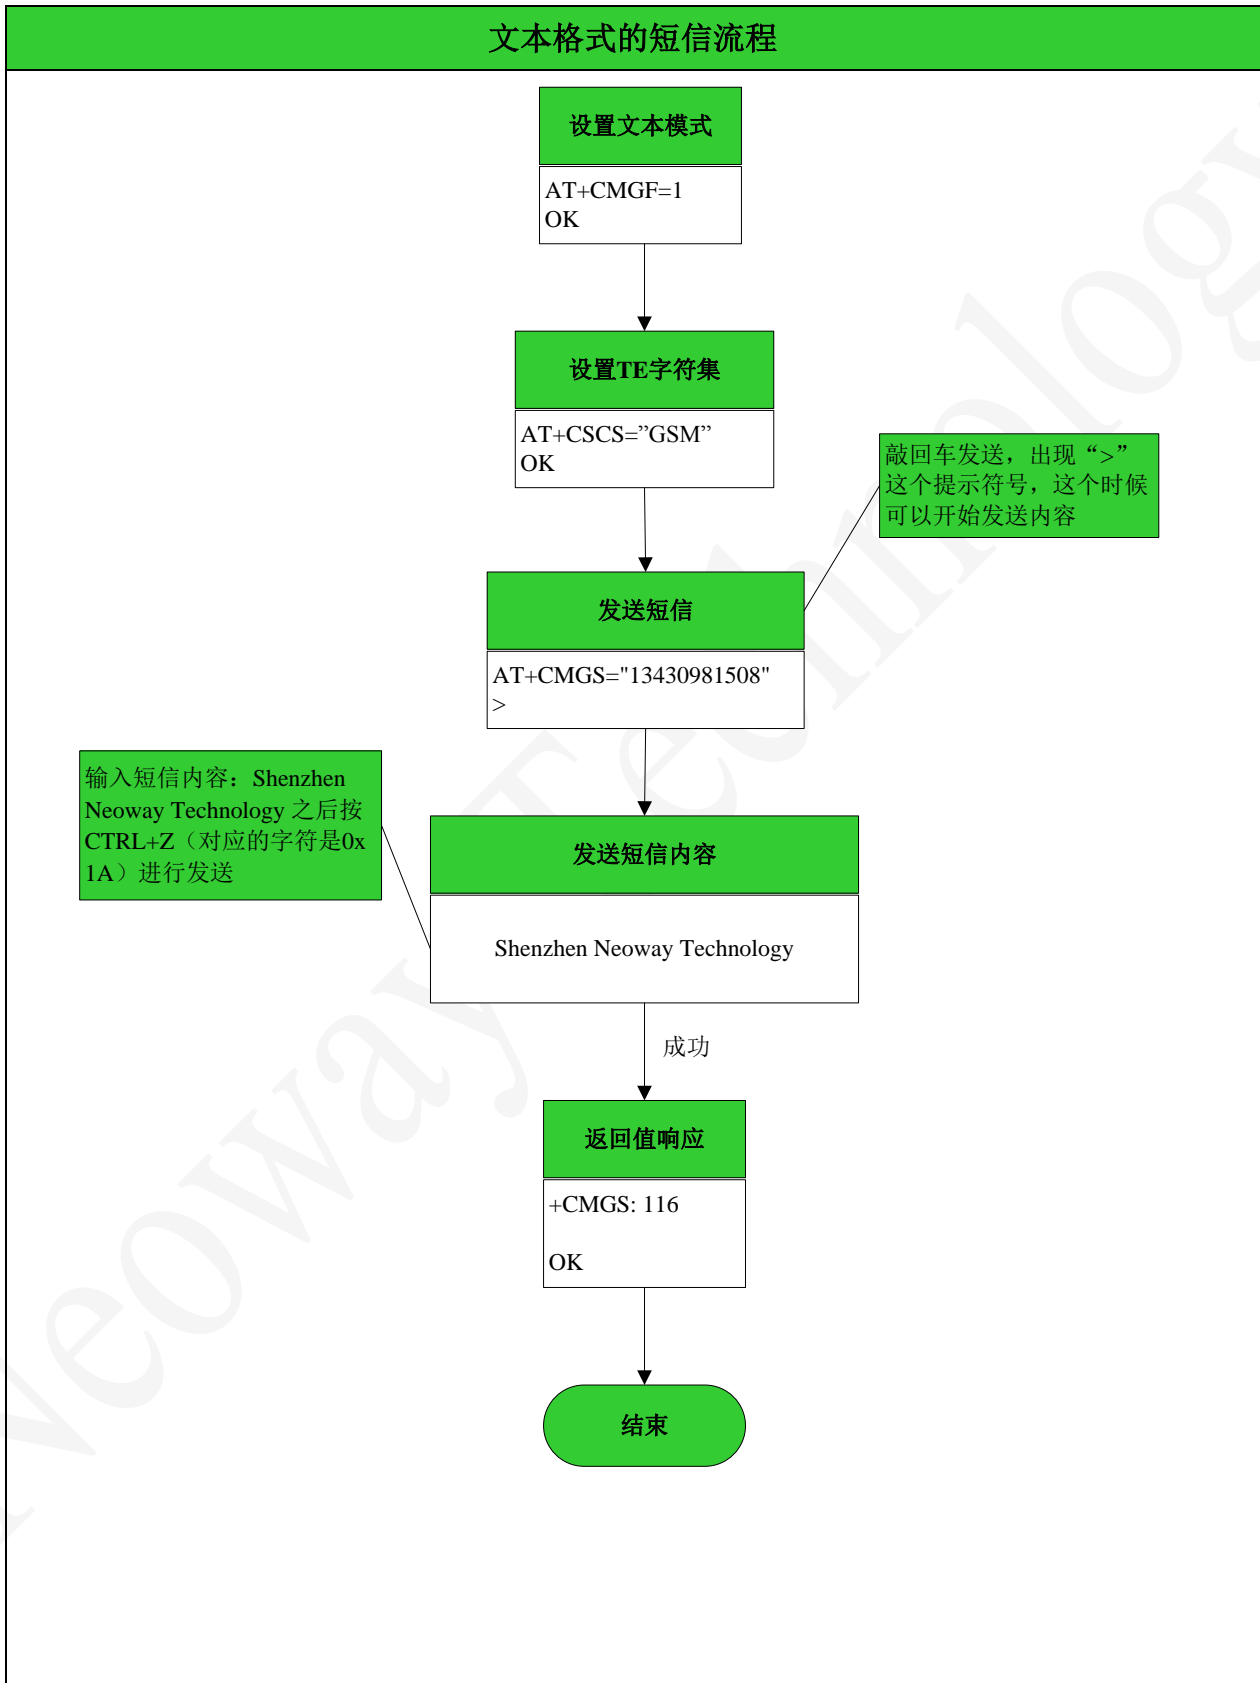 文本格式的短信流程
设置文本模式
AT+CMGF=1
OK
设置TE字符集
AT+CSCS=”GSM”
OK
敲回车发送，出现“>”
这个提示符号，这个时候
可以开始发送内容
发送短信
AT+CMGS="13430981508"
>
输入短信内容：Shenzhen
Neoway Technology 之后按
CTRL+Z（对应的字符是0x
1A）进行发送
发送短信内容
Shenzhen Neoway Technology
成功
返回值响应
+CMGS: 116
OK
结束
Neoway Technology